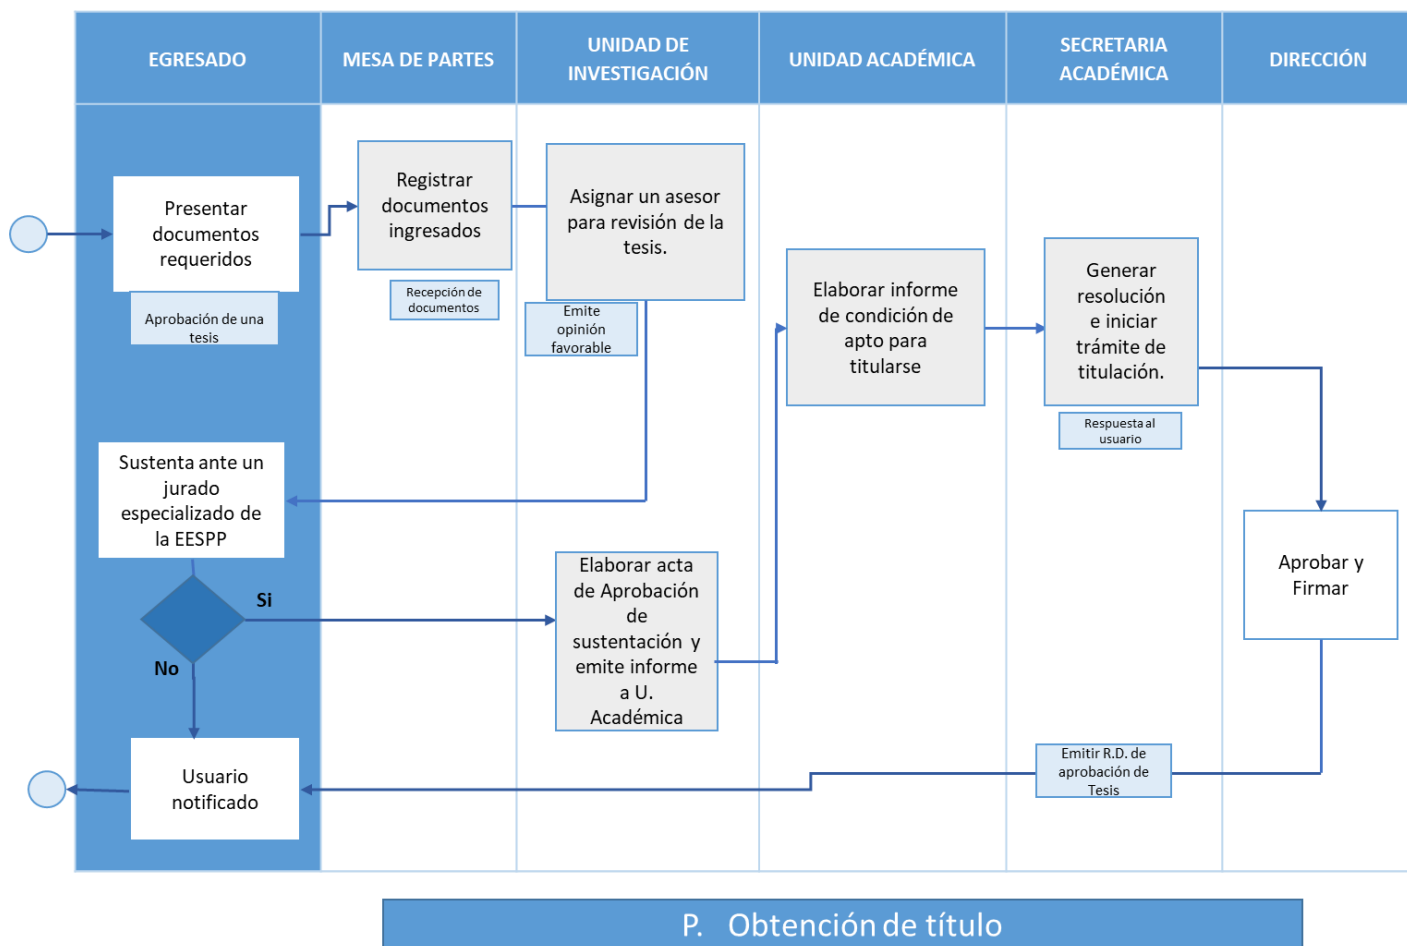 EGRESADO
MESA DE PARTES
UNIDAD DE
INVESTIGACIÓN
UNIDAD ACADÉMICA
SECRETARIA
ACADÉMICA
DIRECCIÓN
Presentar
documentos
requeridos
Aprobación de una
tesis
Registrar
documentos
ingresados
Recepción de
documentos
Asignar un asesor
para revisión de la
tesis.
Emite
opinión
favorable
Elaborar informe
de condición de
apto para
titularse
Generar
resolución
e iniciar
trámite de
titulación.
Respuesta al
usuario
Sustenta ante un
jurado
especializado de
la EESPP
Si
No
Elaborar acta
de Aprobación
de
sustentación y
emite informe
a U.
Académica
Aprobar y
Firmar
Emitir R.D. de
aprobación de
Tesis
Usuario
notificado
P. Obtención de título